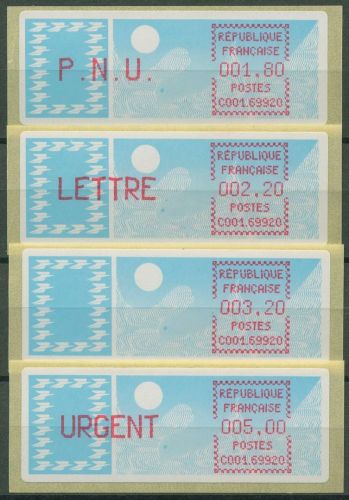 RÉPUBLIQUE
FRANÇAISE
P.N.U.
001.80
POSTES
C001.69920
RÉPUBLIQUE
FRANÇAISE
LETTRE
002.20
POSTES
C001.69920
RÉPUBLIQUE
FRANÇAISE
003.20
POSTES
C001.69920
RÉPUBLIQUE
FRANÇAISE
URGENT
005.00
POSTES
C001.69920